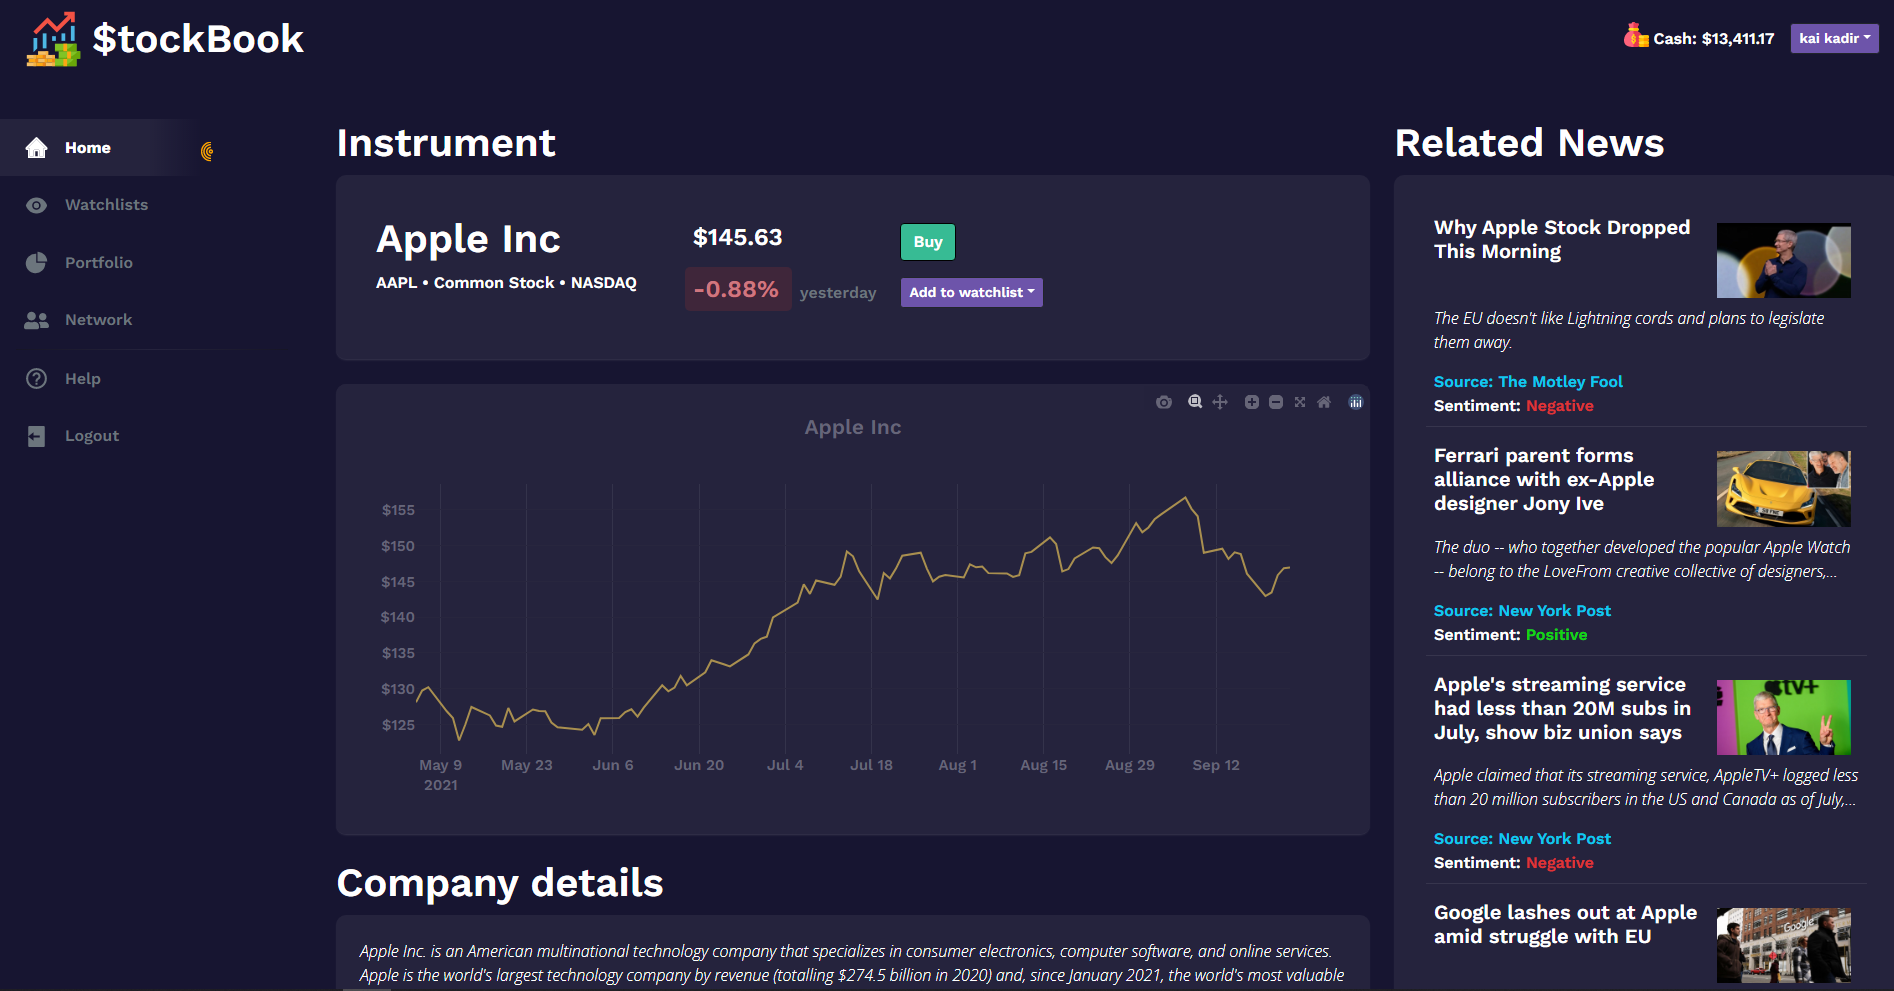 $tockBook
Cash: $13,411.17
kai kadir
Home
Watchlists
Portfolio
Network
Help
Logout
Instrument
Apple Inc
AAPL • Common Stock • NASDAQ
$145.63
-0.88% yesterday
Buy
Add to watchlist
Apple Inc
$155
$150
$145
$140
$135
$130
$125
May 9
2021
May 23
Jun 6
Jun 20
Jul 4
Jul 18
Aug 1
Aug 15
Aug 29
Sep 12
Company details
Apple Inc. is an American multinational technology company that specializes in consumer electronics, computer software, and online services.
Apple is the world's largest technology company by revenue (totalling $274.5 billion in 2020) and, since January 2021, the world's most valuable
Related News
Why Apple Stock Dropped
This Morning
The EU doesn't like Lightning cords and plans to legislate
them away.
Source: The Motley Fool
Sentiment: Negative
Ferrari parent forms
alliance with ex-Apple
designer Jony Ive
The duo -- who together developed the popular Apple Watch
-- belong to the LoveFrom creative collective of designers,...
Source: New York Post
Sentiment: Positive
Apple's streaming service
had less than 20M subs in
July, show biz union says
tv+
Apple claimed that its streaming service, AppleTV+ logged less
than 20 million subscribers in the US and Canada as of July,...
Source: New York Post
Sentiment: Negative
Google lashes out at Apple
amid struggle with EU
Google